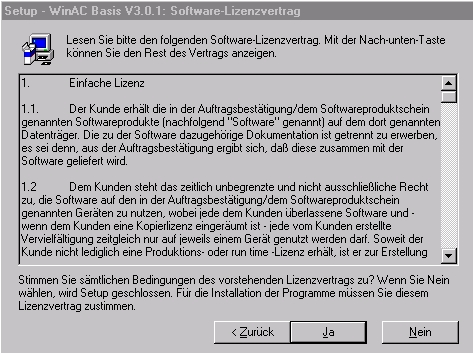 Setup - WinAC Basis V3.0.1: Software-Lizenzvertrag
Lesen Sie bitte den folgenden Software-Lizenzvertrag. Mit der Nach-unten-Taste
können Sie den Rest des Vertrags anzeigen.
1. Einfache Lizenz
1.1. Der Kunde erhält die in der Auftragsbestätigung/dem Softwareproduktschein
genannten Softwareprodukte (nachfolgend "Software" genannt) auf dem dort genannten
Datenträger. Die zu der Software dazugehörige Dokumentation ist getrennt zu erwerben,
es sei denn, aus der Auftragsbestätigung ergibt sich, daß diese zusammen mit der
Software geliefert wird.
1.2 Dem Kunden steht das zeitlich unbegrenzte und nicht ausschließliche Recht
zu, die Software auf den in der Auftragsbestätigung/dem Softwareproduktschein
genannten Geräten zu nutzen, wobei jede dem Kunden überlassene Software und -
wenn dem Kunden eine Kopierlizenz eingeräumt ist - jede vom Kunden erstellte
Vervielfältigung zeitgleich nur auf jeweils einem Gerät genutzt werden darf. Soweit der
Kunde nicht lediglich eine Produktions- oder run time -Lizenz erhält, ist er zur Erstellung
Stimmen Sie sämtlichen Bedingungen des vorstehenden Lizenzvertrags zu? Wenn Sie Nein
wählen, wird Setup geschlossen. Für die Installation der Programme müssen Sie diesem
Lizenzvertrag zustimmen.
< Zurück Ja Nein